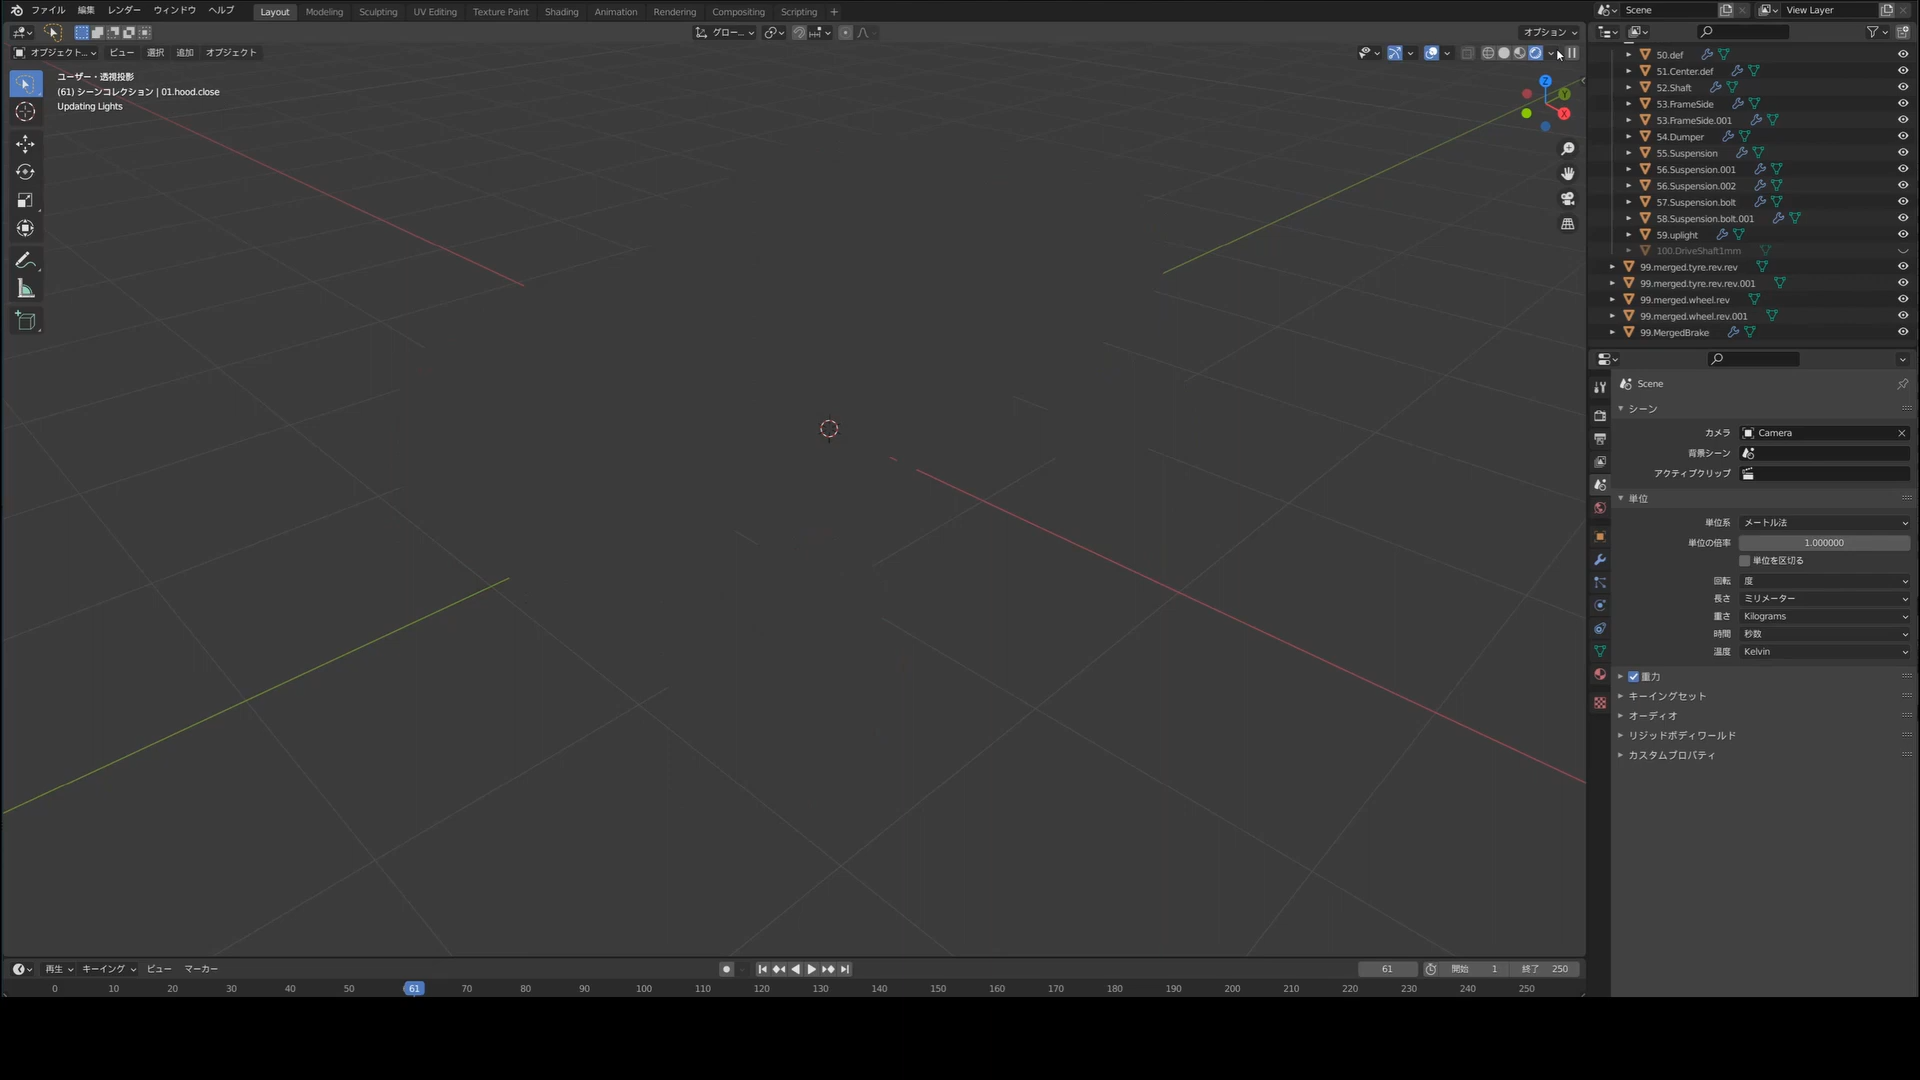 ファイル 編集 レンダー ウィンドウ ヘルプ Layout Modeling Sculpting UV Editing Texture Paint Shading Animation Rendering Compositing Scripting + Scene View Layer
グロー... オプション
オブジェクト... ビュー 選択 追加 オブジェクト
ユーザー・透視投影
(61) シーンコレクション | 01.hood.close
Updating Lights
Z
Y
X
50.def
51.Center.def
52.Shaft
53.FrameSide
53.FrameSide.001
54.Dumper
55.Suspension
56.Suspension.001
56.Suspension.002
57.Suspension.bolt
58.Suspension.bolt.001
59.uplight
100.DriveShaft1mm
99.merged.tyre.rev.rev
99.merged.tyre.rev.rev.001
99.merged.wheel.rev
99.merged.wheel.rev.001
99.MergedBrake
Scene
シーン
カメラ Camera
背景シーン
アクティブクリップ
単位
単位系 メートル法
単位の倍率 1.000000
単位を区切る
回転 度
長さ ミリメーター
重さ Kilograms
時間 秒数
温度 Kelvin
重力
キーイングセット
オーディオ
リジッドボディワールド
カスタムプロパティ
再生 キーイング ビュー マーカー 61 開始 1 終了 250
0 10 20 30 40 50 61 70 80 90 100 110 120 130 140 150 160 170 180 190 200 210 220 230 240 250